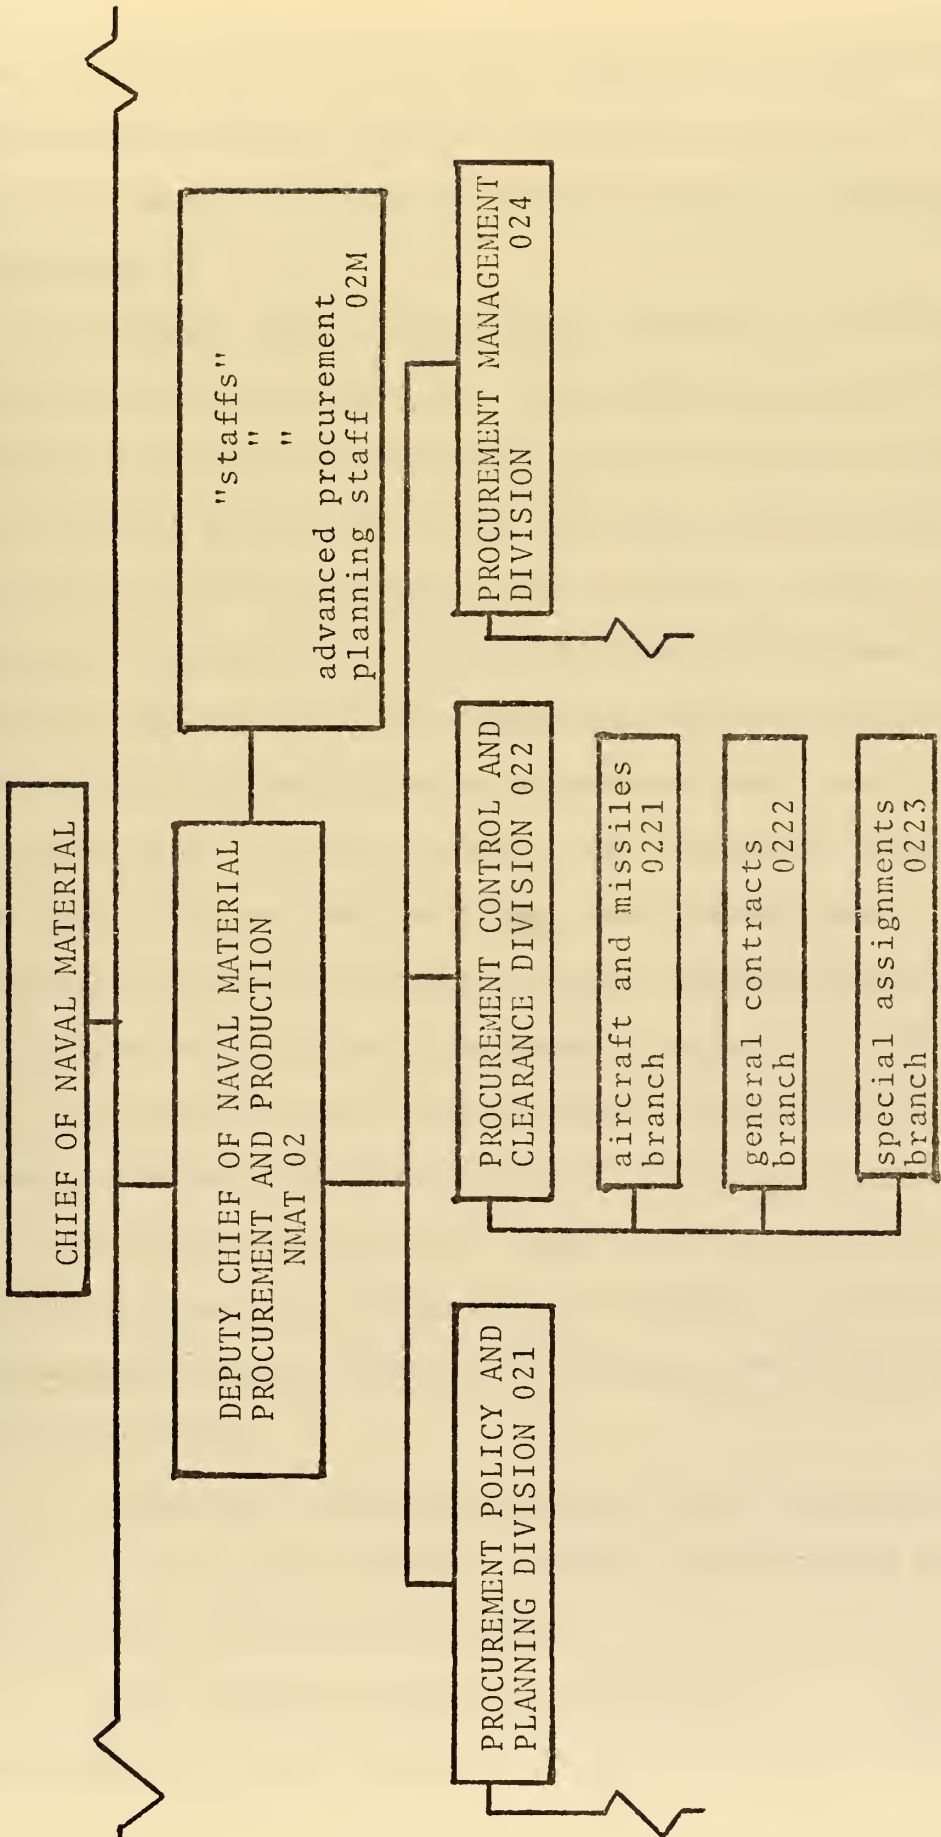 CHIEF OF NAVAL MATERIAL
DEPUTY CHIEF OF NAVAL MATERIAL
PROCUREMENT AND PRODUCTION
NMAT 02
"staffs"
"
"
advanced procurement
planning staff 02M
PROCUREMENT POLICY AND
PLANNING DIVISION 021
PROCUREMENT CONTROL AND
CLEARANCE DIVISION 022
aircraft and missiles
branch 0221
general contracts
branch 0222
special assignments
branch 0223
PROCUREMENT MANAGEMENT
DIVISION 024